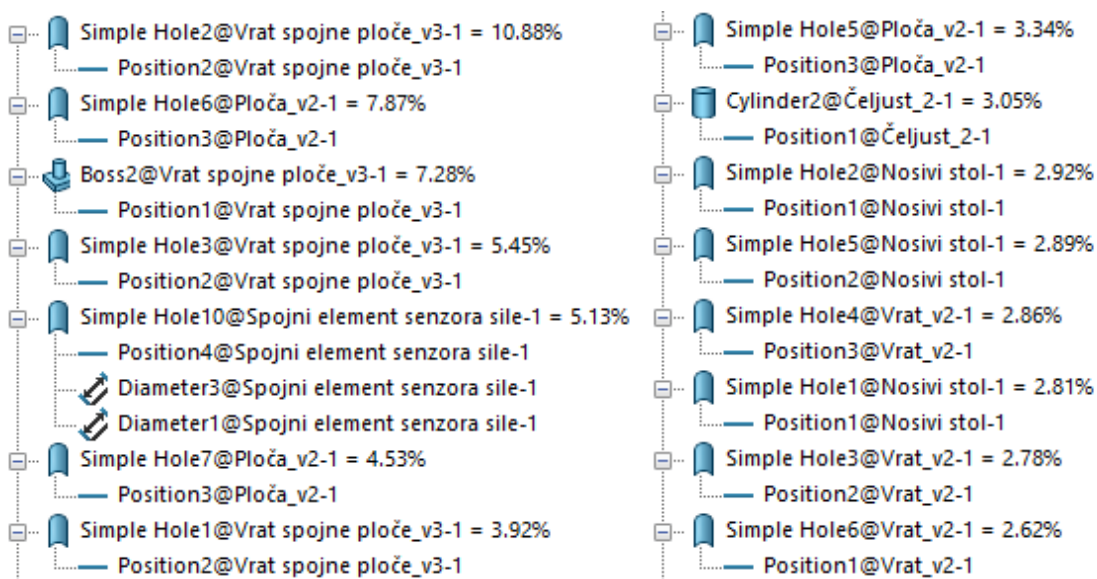 Simple Hole2@Vrat spojne ploče_v3-1 = 10.88%
Position2@Vrat spojne ploče_v3-1
Simple Hole6@Ploča_v2-1 = 7.87%
Position3@Ploča_v2-1
Boss2@Vrat spojne ploče_v3-1 = 7.28%
Position1@Vrat spojne ploče_v3-1
Simple Hole3@Vrat spojne ploče_v3-1 = 5.45%
Position2@Vrat spojne ploče_v3-1
Simple Hole10@Spojni element senzora sile-1 = 5.13%
Position4@Spojni element senzora sile-1
Diameter3@Spojni element senzora sile-1
Diameter1@Spojni element senzora sile-1
Simple Hole7@Ploča_v2-1 = 4.53%
Position3@Ploča_v2-1
Simple Hole1@Vrat spojne ploče_v3-1 = 3.92%
Position2@Vrat spojne ploče_v3-1
Simple Hole5@Ploča_v2-1 = 3.34%
Position3@Ploča_v2-1
Cylinder2@Čeljust_2-1 = 3.05%
Position1@Čeljust_2-1
Simple Hole2@Nosivi stol-1 = 2.92%
Position1@Nosivi stol-1
Simple Hole5@Nosivi stol-1 = 2.89%
Position2@Nosivi stol-1
Simple Hole4@Vrat_v2-1 = 2.86%
Position3@Vrat_v2-1
Simple Hole1@Nosivi stol-1 = 2.81%
Position1@Nosivi stol-1
Simple Hole3@Vrat_v2-1 = 2.78%
Position2@Vrat_v2-1
Simple Hole6@Vrat_v2-1 = 2.62%
Position1@Vrat_v2-1